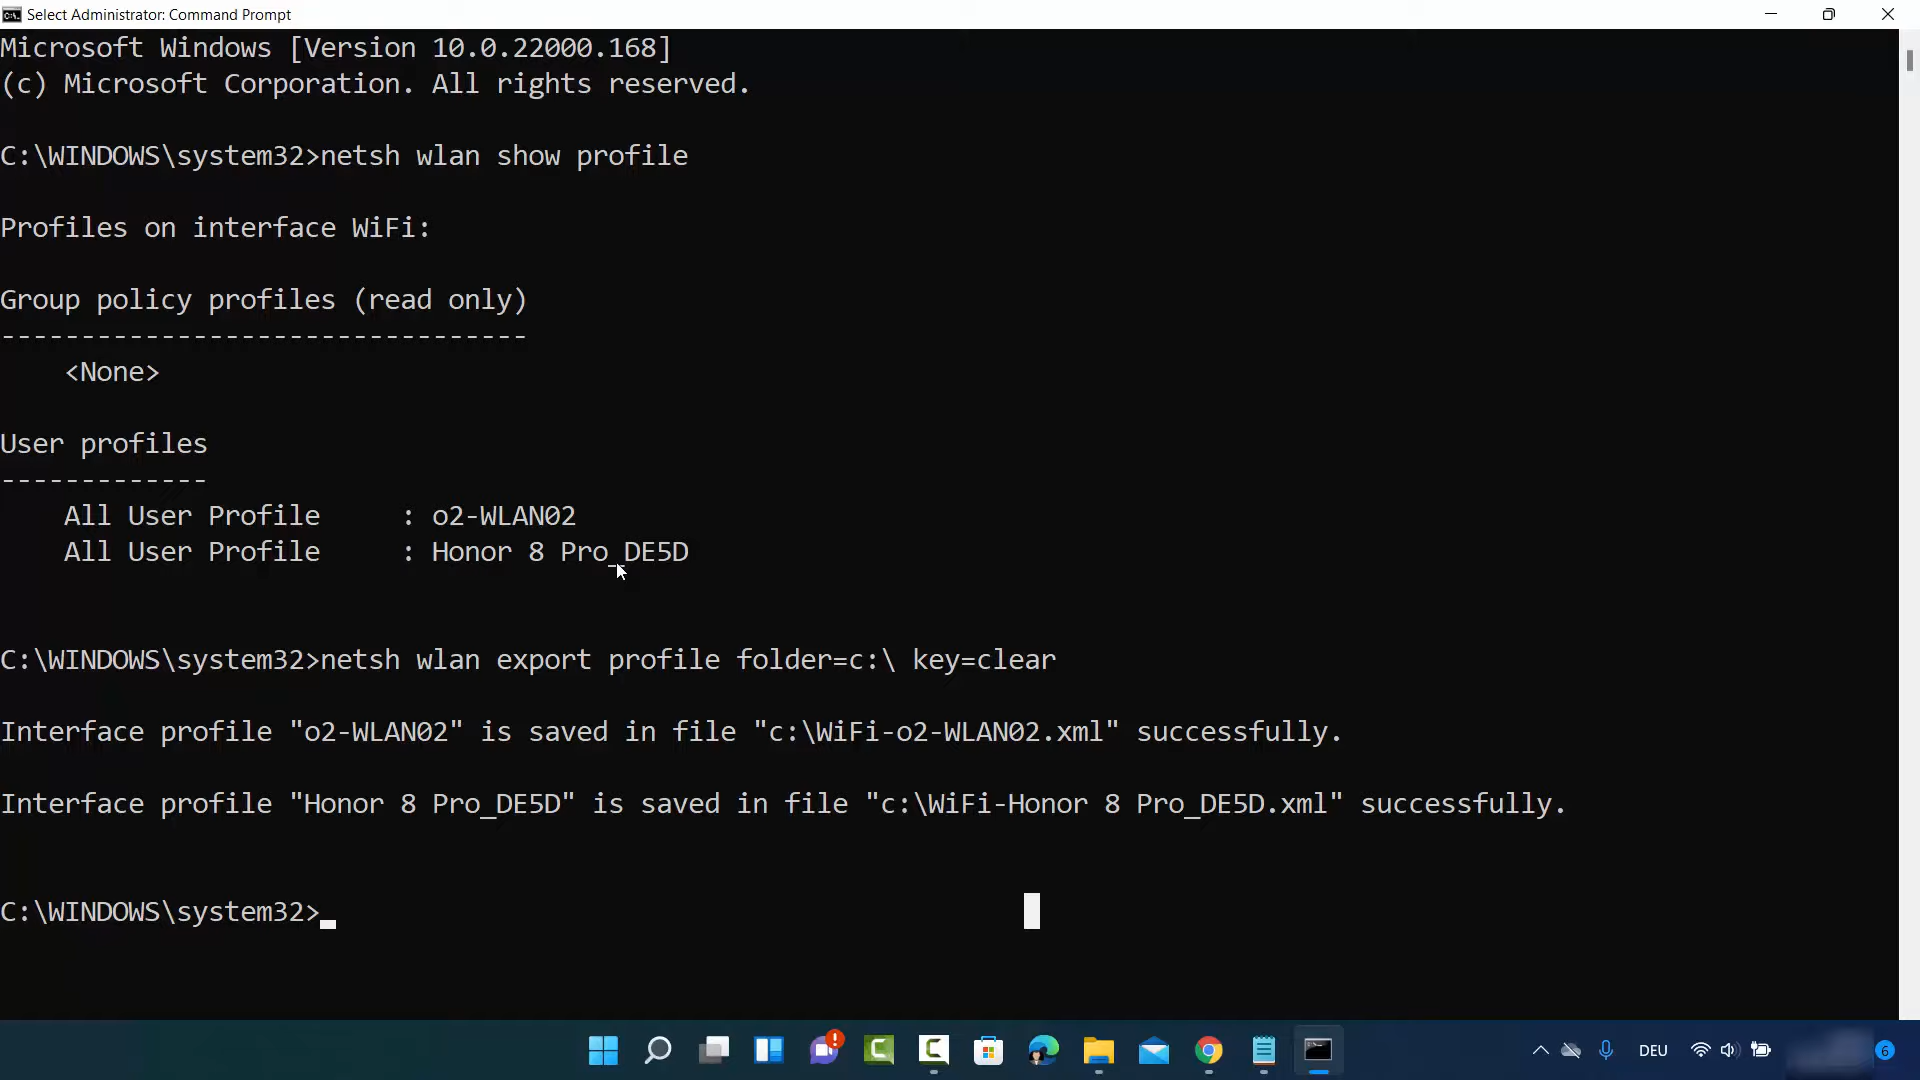 Select Administrator: Command Prompt
Microsoft Windows [Version 10.0.22000.168]
(c) Microsoft Corporation. All rights reserved.
C:\WINDOWS\system32>netsh wlan show profile
Profiles on interface WiFi:
Group policy profiles (read only)
---------------------------------
    <None>
User profiles
-------------
    All User Profile     : o2-WLAN02
    All User Profile     : Honor 8 Pro_DE5D
C:\WINDOWS\system32>netsh wlan export profile folder=c:\ key=clear
Interface profile "o2-WLAN02" is saved in file "c:\WiFi-o2-WLAN02.xml" successfully.
Interface profile "Honor 8 Pro_DE5D" is saved in file "c:\WiFi-Honor 8 Pro_DE5D.xml" successfully.
C:\WINDOWS\system32>
DEU
6